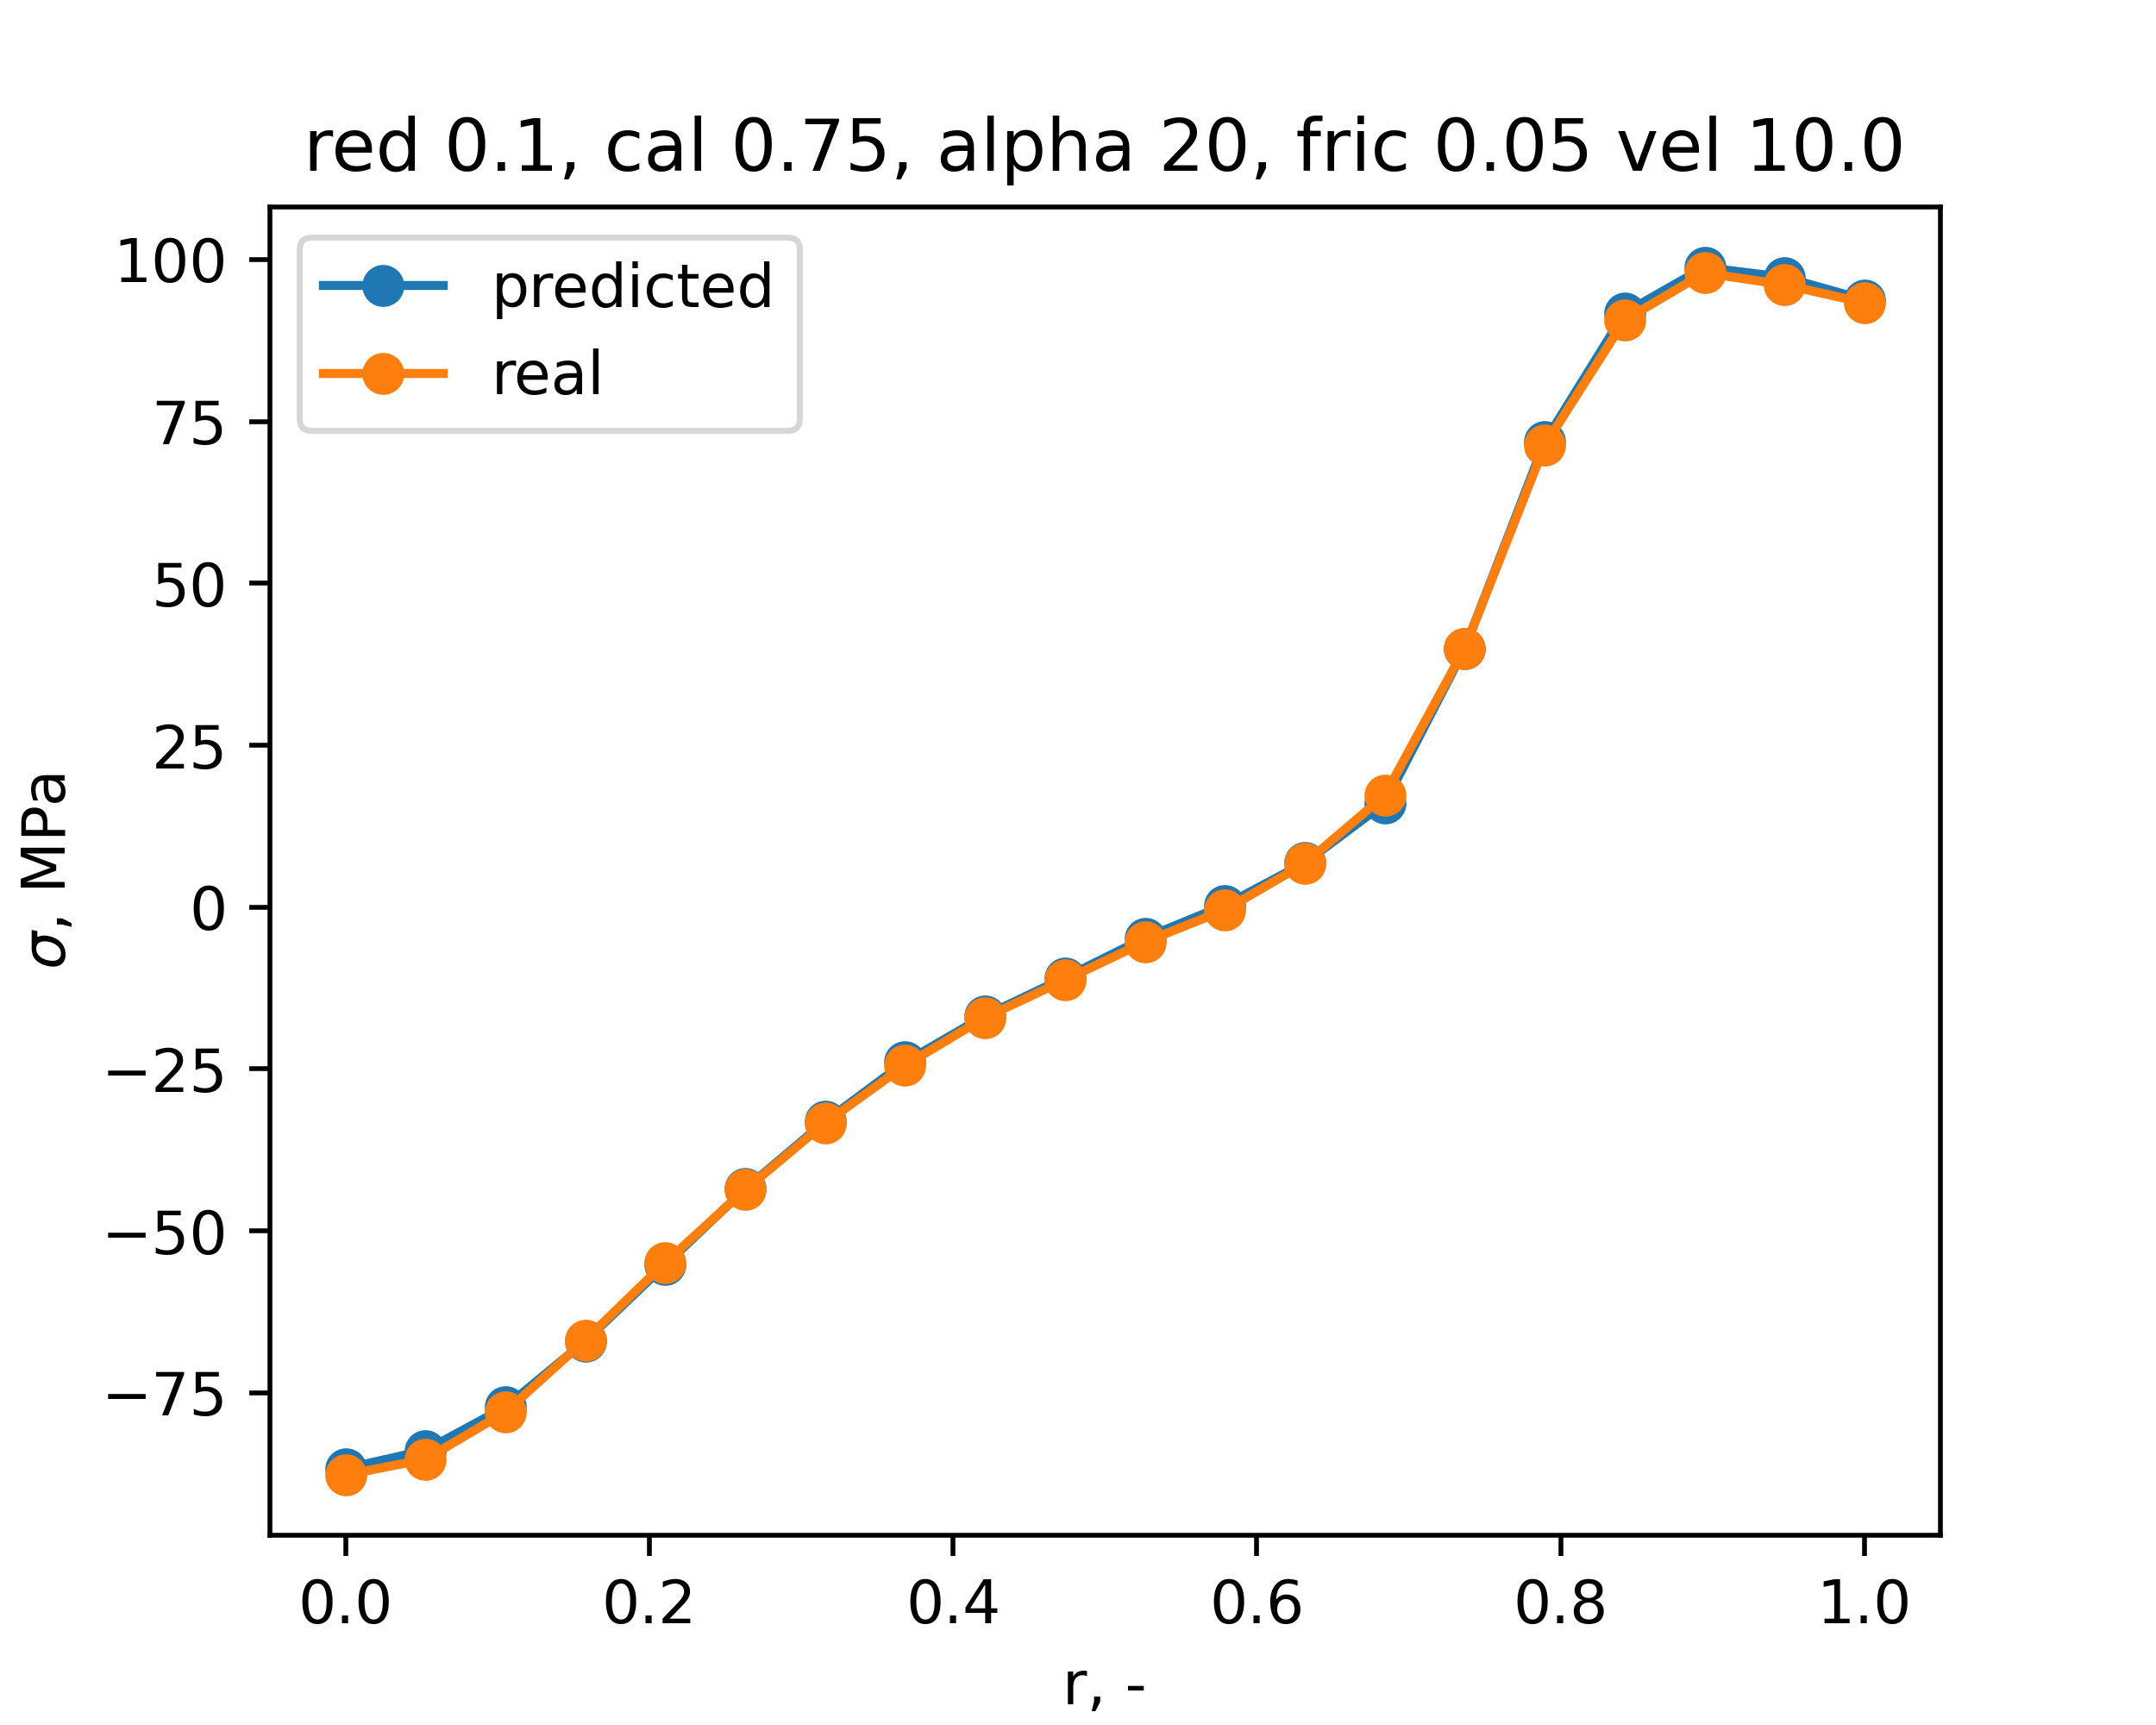 red 0.1, cal 0.75, alpha 20, fric 0.05 vel 10.0
predicted
real
100
75
50
25
0
−25
−50
−75
σ, MPa
0.0 0.2 0.4 0.6 0.8 1.0
r, -